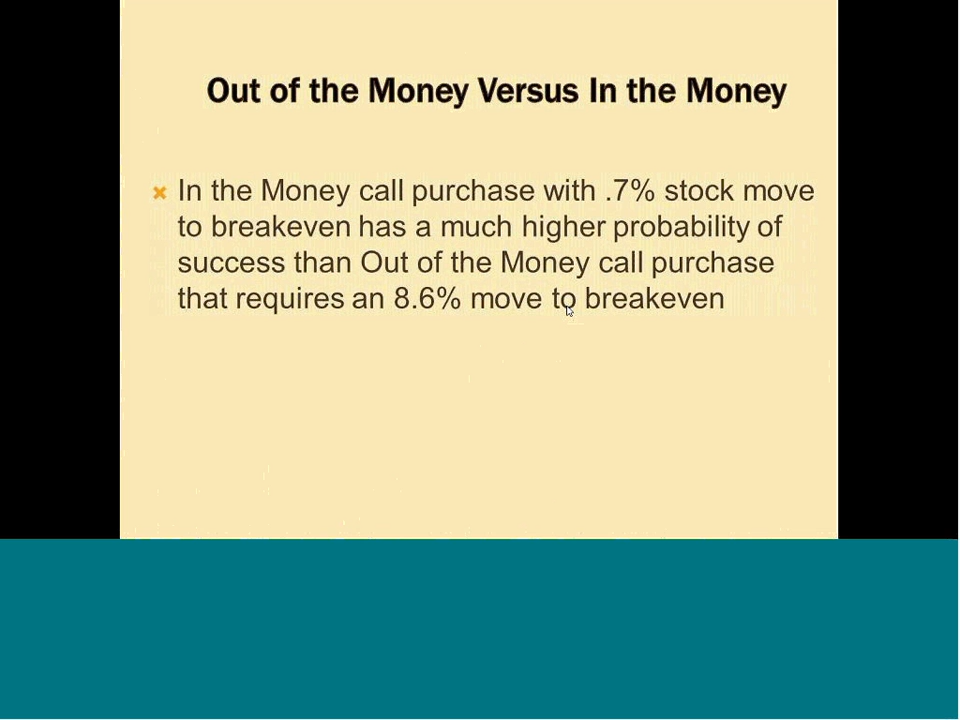 Out of the Money Versus In the Money
In the Money call purchase with .7% stock move
to breakeven has a much higher probability of
success than Out of the Money call purchase
that requires an 8.6% move to breakeven